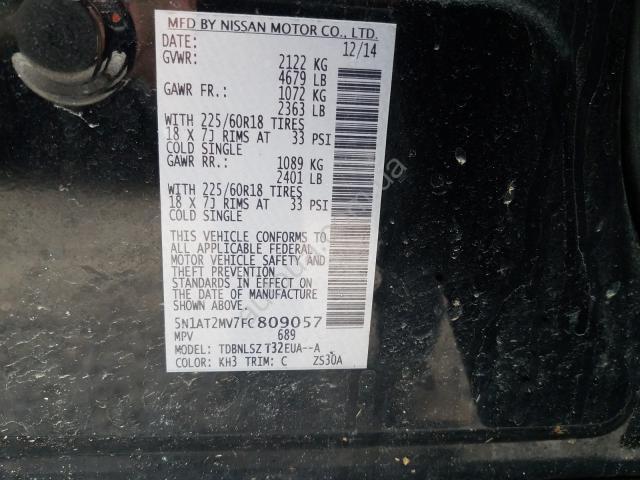 MFD BY NISSAN MOTOR CO., LTD.
DATE: 12/14
GVWR: 2122 KG
4679 LB
GAWR FR.: 1072 KG
2363 LB
WITH 225/60R18 TIRES
18 X 7J RIMS AT 33 PSI
COLD SINGLE
GAWR RR.: 1089 KG
2401 LB
WITH 225/60R18 TIRES
18 X 7J RIMS AT 33 PSI
COLD SINGLE
THIS VEHICLE CONFORMS TO
ALL APPLICABLE FEDERAL
MOTOR VEHICLE SAFETY AND
THEFT PREVENTION
STANDARDS IN EFFECT ON
THE DATE OF MANUFACTURE
SHOWN ABOVE.
5N1AT2MV7FC809057
MPV 689
MODEL: TDBNLSZ T32EUA--A
COLOR: KH3 TRIM: C ZS30A